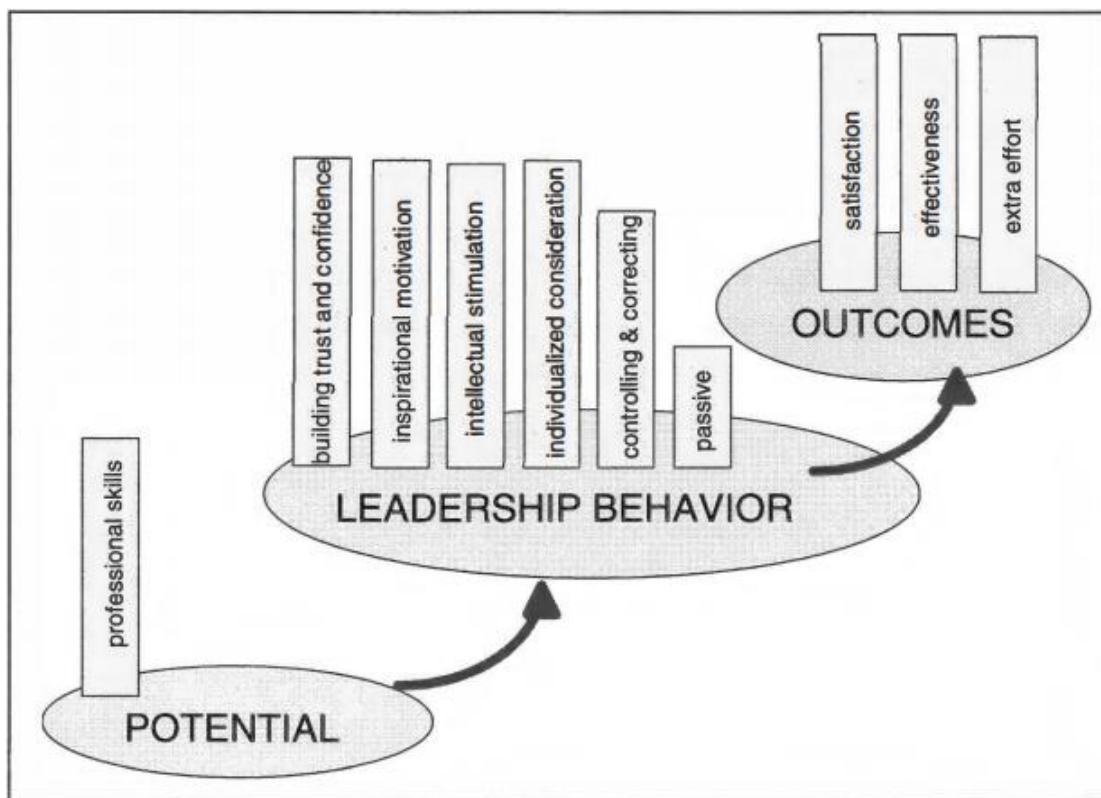 satisfaction
effectiveness
extra effort
OUTCOMES
building trust and confidence
inspirational motivation
intellectual stimulation
individualized consideration
controlling & correcting
passive
LEADERSHIP BEHAVIOR
professional skills
POTENTIAL